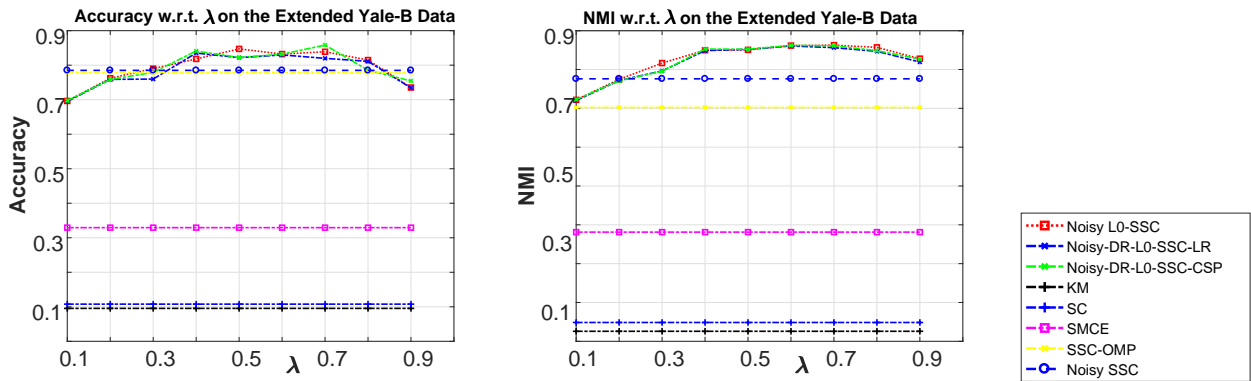 Accuracy w.r.t. λ on the Extended Yale-B Data
0.9
0.7
0.5
0.3
0.1
Accuracy
0.1 0.3 0.5 0.7 0.9
λ
NMI w.r.t. λ on the Extended Yale-B Data
0.9
0.7
0.5
0.3
0.1
NMI
0.1 0.3 0.5 0.7 0.9
λ
Noisy L0-SSC
Noisy-DR-L0-SSC-LR
Noisy-DR-L0-SSC-CSP
KM
SC
SMCE
SSC-OMP
Noisy SSC